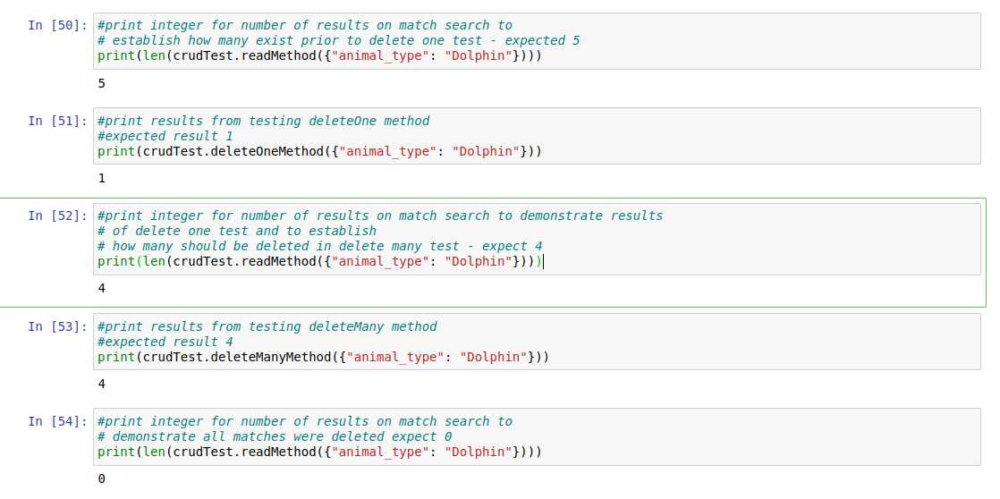 In [50]: #print integer for number of results on match search to
# establish how many exist prior to delete one test - expected 5
print(len(crudTest.readMethod({"animal_type": "Dolphin"})))
5
In [51]: #print results from testing deleteOne method
#expected result 1
print(crudTest.deleteOneMethod({"animal_type": "Dolphin"}))
1
In [52]: #print integer for number of results on match search to demonstrate results
# of delete one test and to establish
# how many should be deleted in delete many test - expect 4
print(len(crudTest.readMethod({"animal_type": "Dolphin"})))
4
In [53]: #print results from testing deleteMany method
#expected result 4
print(crudTest.deleteManyMethod({"animal_type": "Dolphin"}))
4
In [54]: #print integer for number of results on match search to
# demonstrate all matches were deleted expect 0
print(len(crudTest.readMethod({"animal_type": "Dolphin"})))
0